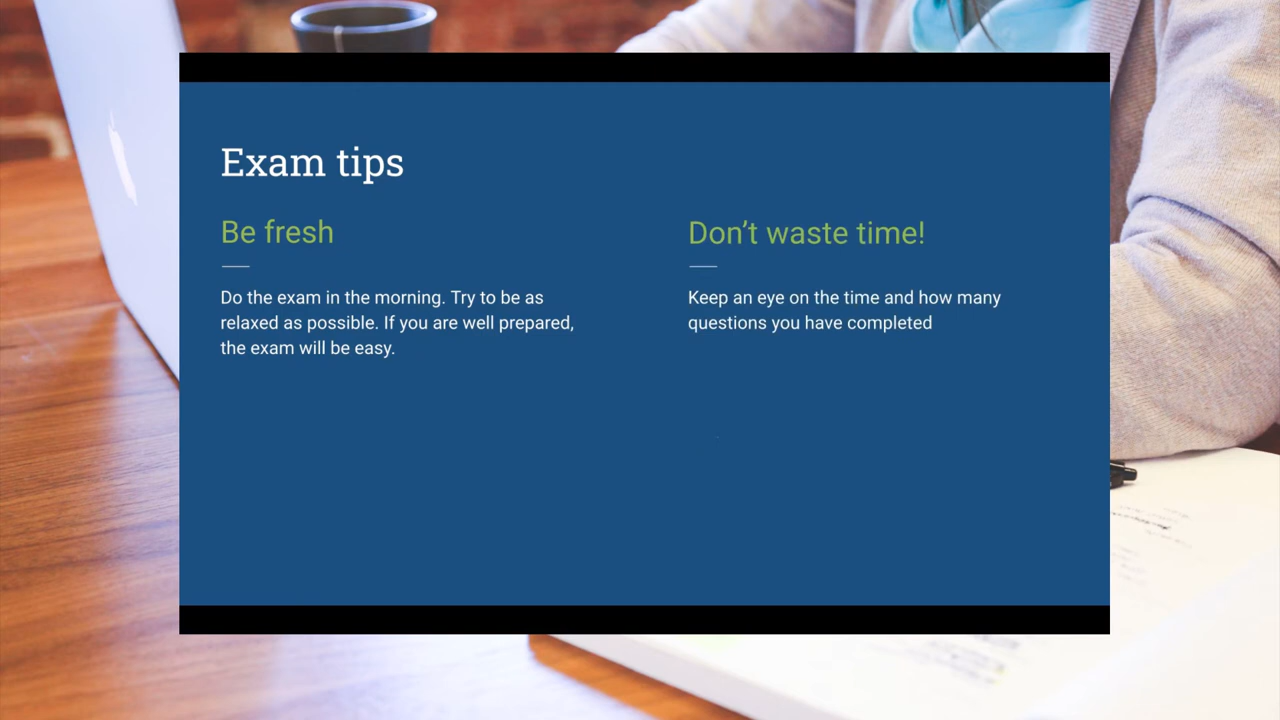 Exam tips
Be fresh
Do the exam in the morning. Try to be as
relaxed as possible. If you are well prepared,
the exam will be easy.
Don’t waste time!
Keep an eye on the time and how many
questions you have completed